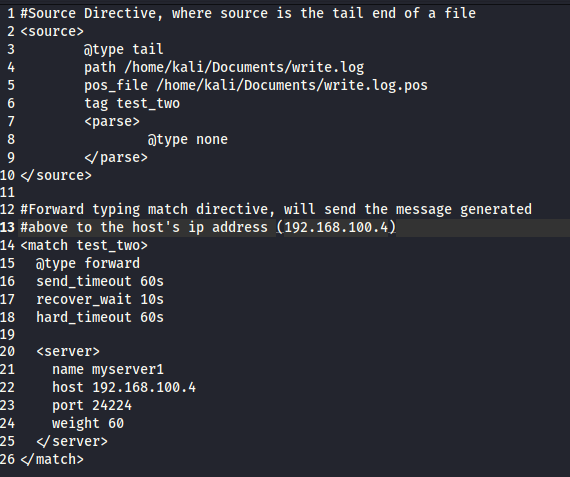 1 #Source Directive, where source is the tail end of a file
2 <source>
3 @type tail
4 path /home/kali/Documents/write.log
5 pos_file /home/kali/Documents/write.log.pos
6 tag test_two
7 <parse>
8 @type none
9 </parse>
10 </source>
11
12 #Forward typing match directive, will send the message generated
13 #above to the host's ip address (192.168.100.4)
14 <match test_two>
15 @type forward
16 send_timeout 60s
17 recover_wait 10s
18 hard_timeout 60s
19
20 <server>
21 name myserver1
22 host 192.168.100.4
23 port 24224
24 weight 60
25 </server>
26 </match>